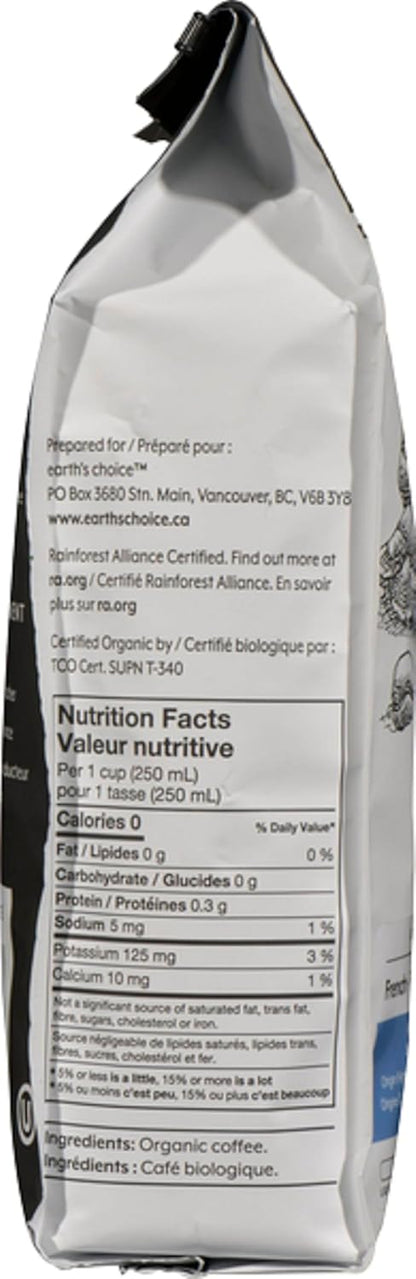 Prepared for / Préparé pour :
earth's choice™
PO Box 3680 Stn. Main, Vancouver, BC, V6B 3Y8
www.earthschoice.ca
Rainforest Alliance Certified. Find out more at
ra.org / Certifié Rainforest Alliance. En savoir
plus sur ra.org
Certified Organic by / Certifié biologique par :
TCO Cert. SUPN T-340
Nutrition Facts
Valeur nutritive
Per 1 cup (250 mL)
pour 1 tasse (250 mL)
Calories 0
% Daily Value*
Fat / Lipides 0 g 0 %
Carbohydrate / Glucides 0 g
Protein / Protéines 0.3 g
Sodium 5 mg 1 %
Potassium 125 mg 3 %
Calcium 10 mg 1 %
Not a significant source of saturated fat, trans fat,
fibre, sugars, cholesterol or iron.
Source négligeable de lipides saturés, lipides trans,
fibres, sucres, cholestérol et fer.
* 5% or less is a little, 15% or more is a lot
* 5% ou moins c'est peu, 15% ou plus c'est beaucoup
Ingredients: Organic coffee.
Ingrédients : Café biologique.
U
French